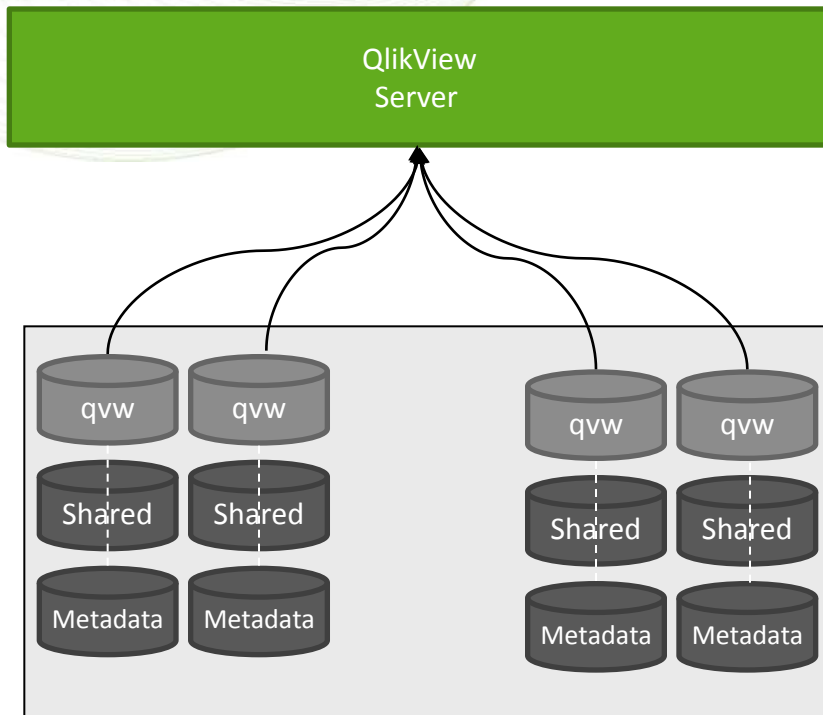 QlikView
Server
qvw
qvw
qvw
qvw
Shared
Shared
Shared
Shared
Metadata
Metadata
Metadata
Metadata